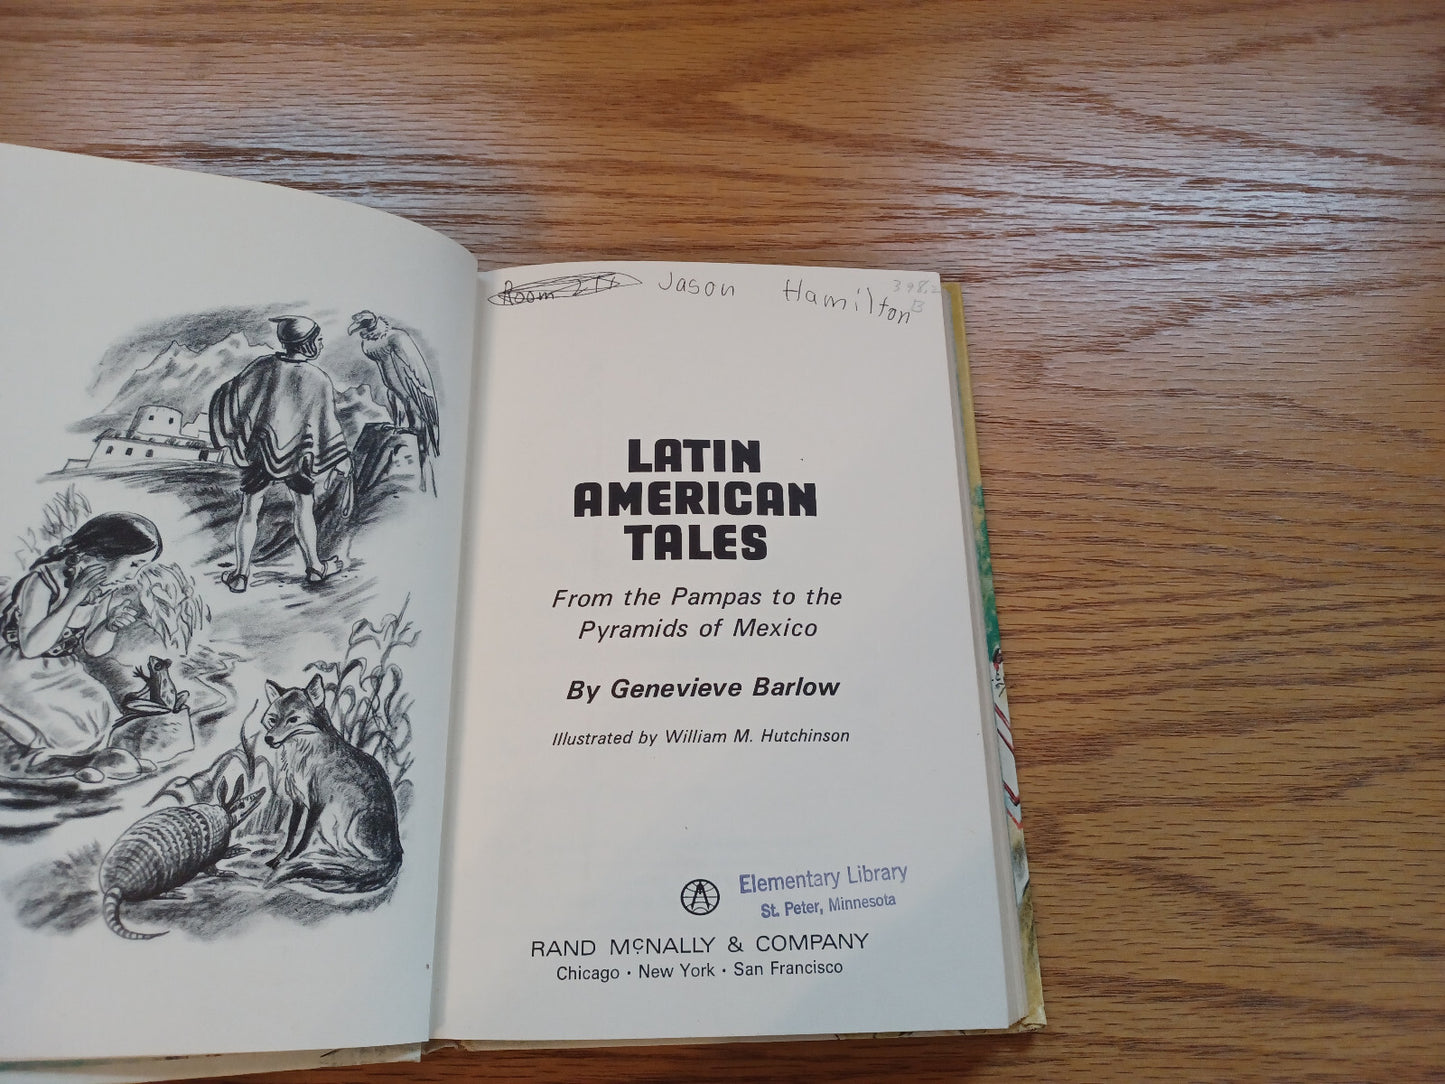 Room
Jason Hamilton
398.2
B
LATIN
AMERICAN
TALES
From the Pampas to the
Pyramids of Mexico
By Genevieve Barlow
Illustrated by William M. Hutchinson
Elementary Library
St. Peter, Minnesota
RAND McNALLY & COMPANY
Chicago • New York • San Francisco